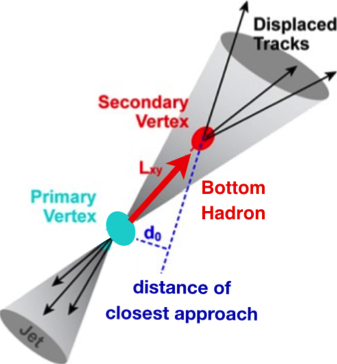 Displaced
Tracks
Secondary
Vertex
Lxy
Bottom
Hadron
Primary
Vertex
d0
distance of
closest approach
Jet